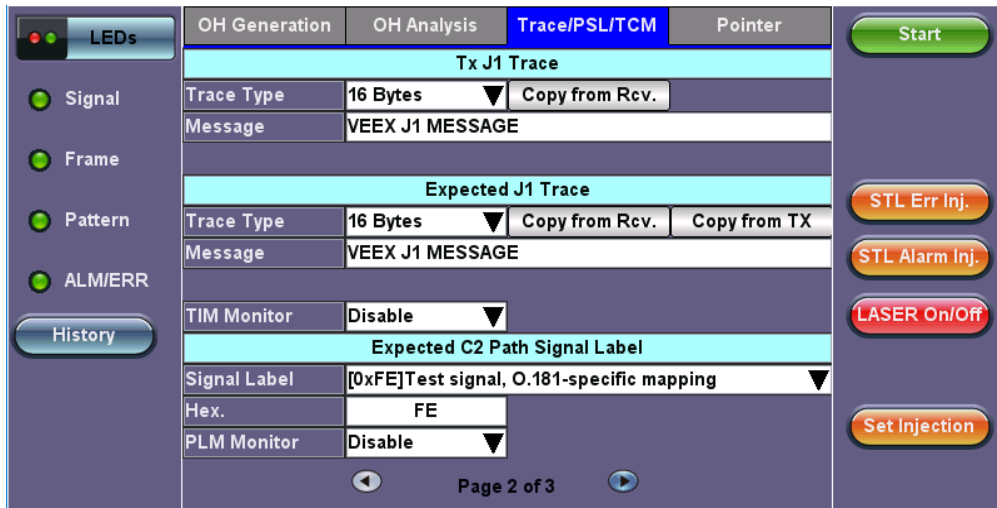 LEDs
OH Generation
OH Analysis
Trace/PSL/TCM
Pointer
Start
Tx J1 Trace
Signal
Trace Type
16 Bytes
Copy from Rcv.
Message
VEEX J1 MESSAGE
Frame
Expected J1 Trace
STL Err Inj.
Pattern
Trace Type
16 Bytes
Copy from Rcv.
Copy from TX
Message
VEEX J1 MESSAGE
STL Alarm Inj.
ALM/ERR
TIM Monitor
Disable
LASER On/Off
History
Expected C2 Path Signal Label
Signal Label
[0xFE]Test signal, O.181-specific mapping
Hex.
FE
Set Injection
PLM Monitor
Disable
Page 2 of 3